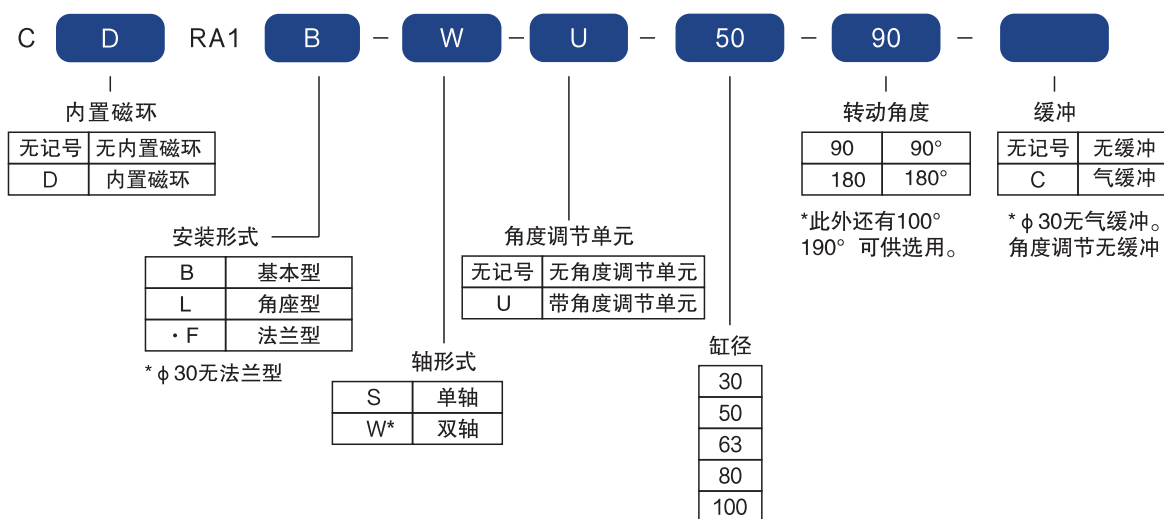 C D RA1 B - W - U - 50 - 90 -
内置磁环
无记号 无内置磁环
D 内置磁环
安装形式
B 基本型
L 角座型
·F 法兰型
*φ30无法兰型
轴形式
S 单轴
W* 双轴
角度调节单元
无记号 无角度调节单元
U 带角度调节单元
缸径
30
50
63
80
100
转动角度
90 90°
180 180°
*此外还有100°
190° 可供选用。
缓冲
无记号 无缓冲
C 气缓冲
*φ30无气缓冲。
角度调节无缓冲